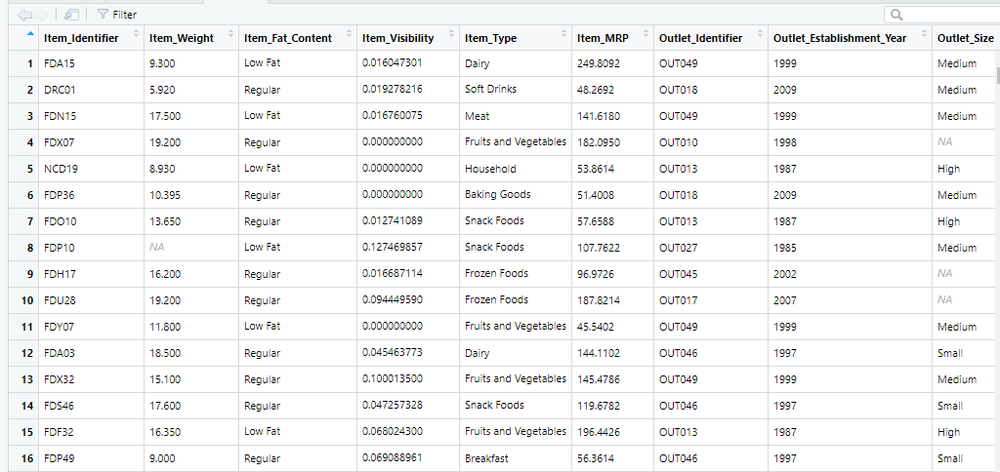 Filter
Item_Identifier Item_Weight Item_Fat_Content Item_Visibility Item_Type Item_MRP Outlet_Identifier Outlet_Establishment_Year Outlet_Size
1 FDA15 9.300 Low Fat 0.016047301 Dairy 249.8092 OUT049 1999 Medium
2 DRC01 5.920 Regular 0.019278216 Soft Drinks 48.2692 OUT018 2009 Medium
3 FDN15 17.500 Low Fat 0.016760075 Meat 141.6180 OUT049 1999 Medium
4 FDX07 19.200 Regular 0.000000000 Fruits and Vegetables 182.0950 OUT010 1998 NA
5 NCD19 8.930 Low Fat 0.000000000 Household 53.8614 OUT013 1987 High
6 FDP36 10.395 Regular 0.000000000 Baking Goods 51.4008 OUT018 2009 Medium
7 FDO10 13.650 Regular 0.012741089 Snack Foods 57.6588 OUT013 1987 High
8 FDP10 NA Low Fat 0.127469857 Snack Foods 107.7622 OUT027 1985 Medium
9 FDH17 16.200 Regular 0.016687114 Frozen Foods 96.9726 OUT045 2002 NA
10 FDU28 19.200 Regular 0.094449590 Frozen Foods 187.8214 OUT017 2007 NA
11 FDY07 11.800 Low Fat 0.000000000 Fruits and Vegetables 45.5402 OUT049 1999 Medium
12 FDA03 18.500 Regular 0.045463773 Dairy 144.1102 OUT046 1997 Small
13 FDX32 15.100 Regular 0.100013500 Fruits and Vegetables 145.4786 OUT049 1999 Medium
14 FDS46 17.600 Regular 0.047257328 Snack Foods 119.6782 OUT046 1997 Small
15 FDF32 16.350 Low Fat 0.068024300 Fruits and Vegetables 196.4426 OUT013 1987 High
16 FDP49 9.000 Regular 0.069088961 Breakfast 56.3614 OUT046 1997 Small